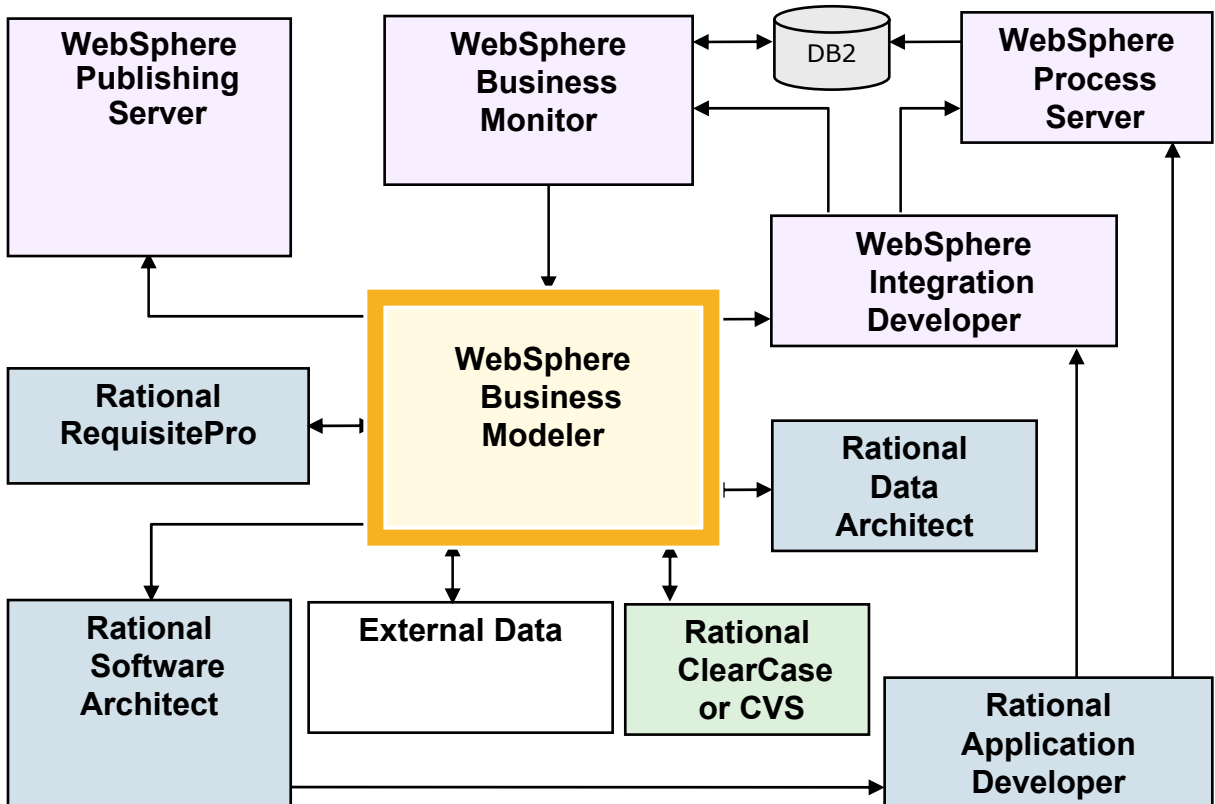 WebSphere
Publishing
Server
WebSphere
Business
Monitor
DB2
WebSphere
Process
Server
WebSphere
Integration
Developer
WebSphere
Business
Modeler
Rational
RequisitePro
Rational
Data
Architect
Rational
Software
Architect
External Data
Rational
ClearCase
or CVS
Rational
Application
Developer